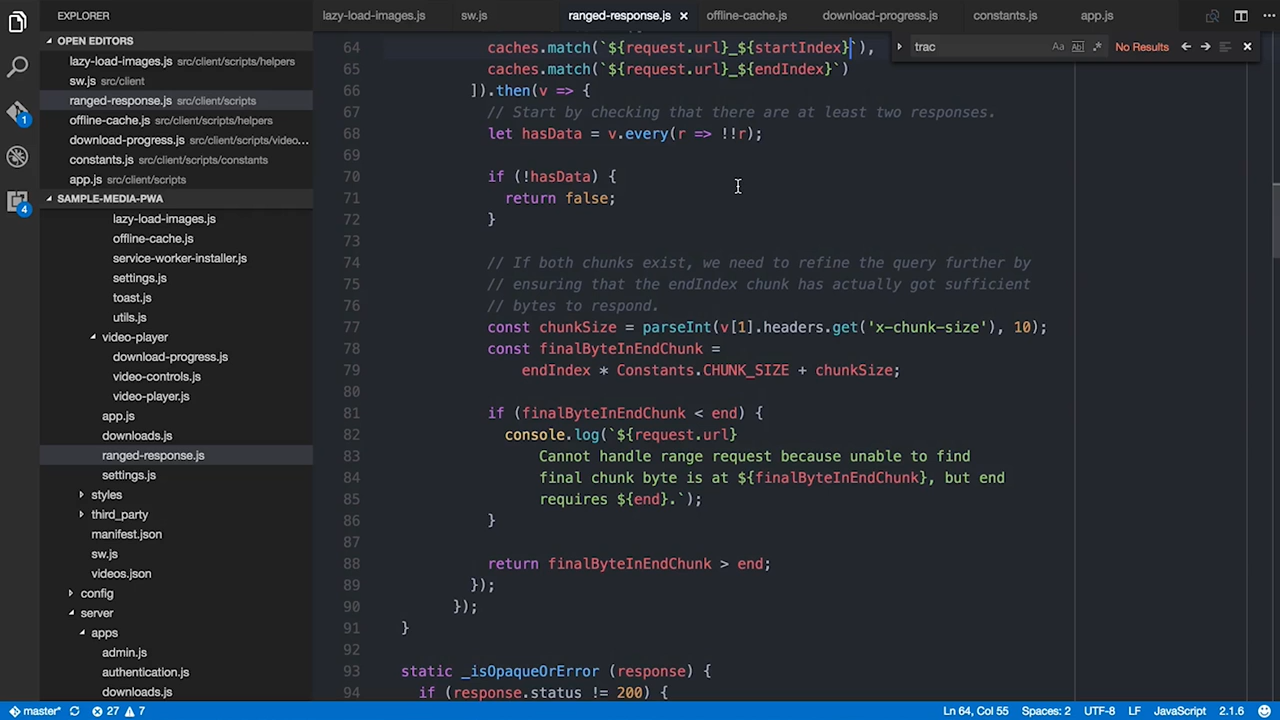 EXPLORER
OPEN EDITORS
lazy-load-images.js src/client/scripts/helpers
sw.js src/client
ranged-response.js src/client/scripts
offline-cache.js src/client/scripts/helpers
download-progress.js src/client/scripts/video...
constants.js src/client/scripts/constants
app.js src/client/scripts
SAMPLE-MEDIA-PWA
lazy-load-images.js
offline-cache.js
service-worker-installer.js
settings.js
toast.js
utils.js
video-player
download-progress.js
video-controls.js
video-player.js
app.js
downloads.js
ranged-response.js
settings.js
styles
third_party
manifest.json
sw.js
videos.json
config
server
apps
admin.js
authentication.js
downloads.js
1
4
lazy-load-images.js sw.js ranged-response.js × offline-cache.js download-progress.js constants.js app.js
trac Aa Abl .* No Results
64 caches.match(`${request.url}_${startIndex}`),
65 caches.match(`${request.url}_${endIndex}`)
66 ]).then(v => {
67 // Start by checking that there are at least two responses.
68 let hasData = v.every(r => !!r);
69
70 if (!hasData) {
71 return false;
72 }
73
74 // If both chunks exist, we need to refine the query further by
75 // ensuring that the endIndex chunk has actually got sufficient
76 // bytes to respond.
77 const chunkSize = parseInt(v[1].headers.get('x-chunk-size'), 10);
78 const finalByteInEndChunk =
79 endIndex * Constants.CHUNK_SIZE + chunkSize;
80
81 if (finalByteInEndChunk < end) {
82 console.log(`${request.url}
83 Cannot handle range request because unable to find
84 final chunk byte is at ${finalByteInEndChunk}, but end
85 requires ${end}.`);
86 }
87
88 return finalByteInEndChunk > end;
89 });
90 });
91 }
92
93 static _isOpaqueOrError (response) {
94 if (response.status != 200) {
master* 27 7 Ln 64, Col 55 Spaces: 2 UTF-8 LF JavaScript 2.1.6